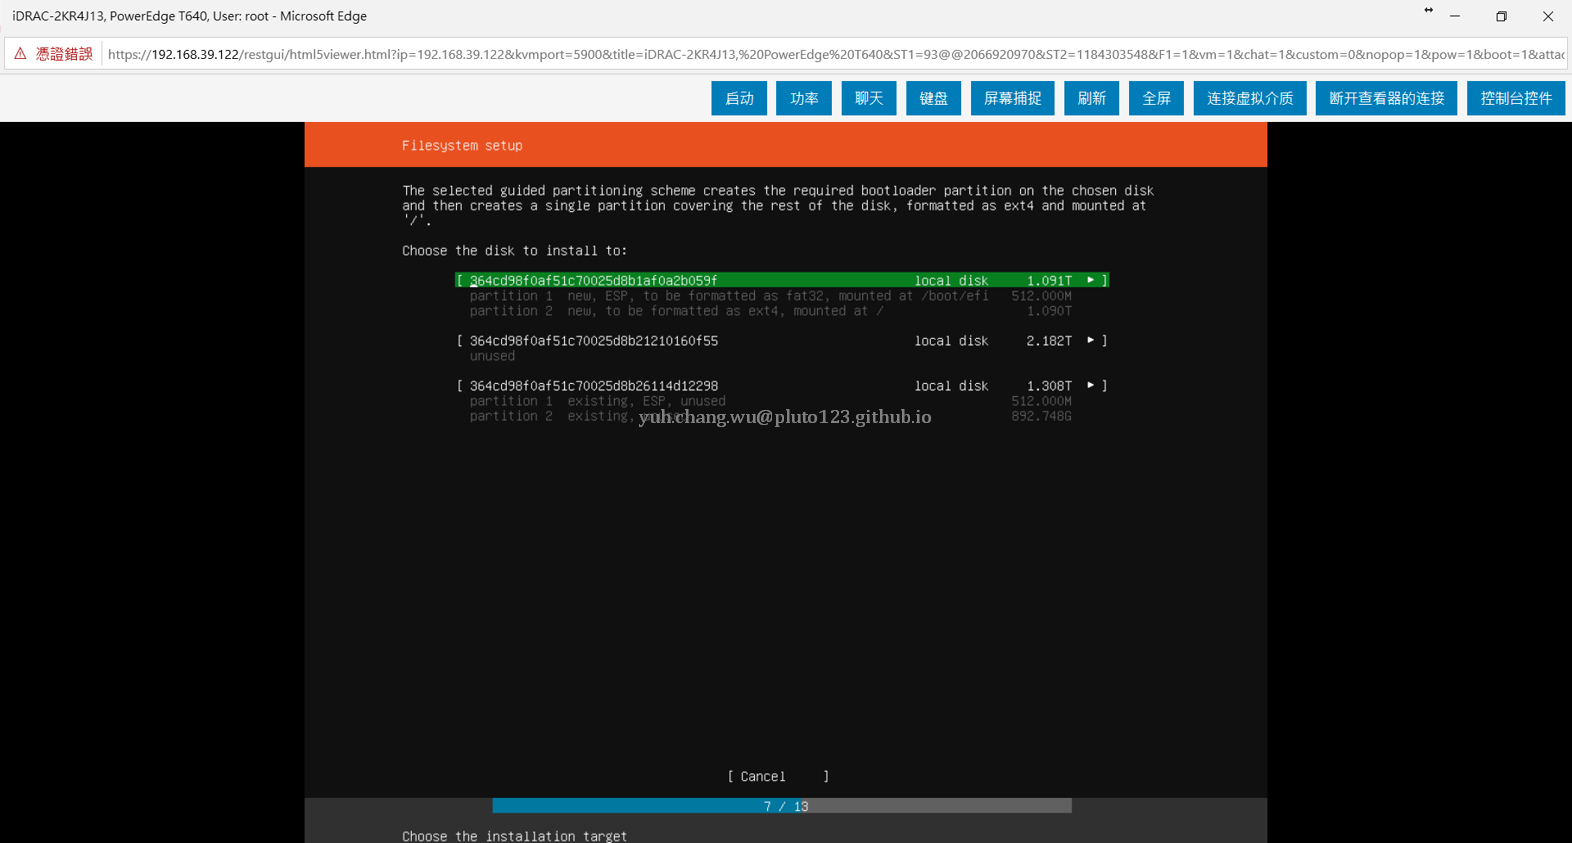 iDRAC-2KR4J13, PowerEdge T640, User: root - Microsoft Edge
憑證錯誤 https://192.168.39.122/restgui/html5viewer.html?ip=192.168.39.122&kvmport=5900&title=iDRAC-2KR4J13,%20PowerEdge%20T640&ST1=93@@2066920970&ST2=1184303548&F1=1&vm=1&chat=1&custom=0&nopop=1&pow=1&boot=1&attac
启动 功率 聊天 键盘 屏幕捕捉 刷新 全屏 连接虚拟介质 断开查看器的连接 控制台控件
Filesystem setup
The selected guided partitioning scheme creates the required bootloader partition on the chosen disk
and then creates a single partition covering the rest of the disk, formatted as ext4 and mounted at
'/'.
Choose the disk to install to:
[ 364cd98f0af51c70025d8b1af0a2b059f local disk 1.091T ▸ ]
partition 1 new, ESP, to be formatted as fat32, mounted at /boot/efi 512.000M
partition 2 new, to be formatted as ext4, mounted at / 1.090T
[ 364cd98f0af51c70025d8b21210160f55 local disk 2.182T ▸ ]
unused
[ 364cd98f0af51c70025d8b26114d12298 local disk 1.308T ▸ ]
partition 1 existing, ESP, unused 512.000M
partition 2 existing, 892.748G
yuh.chang.wu@pluto123.github.io
[ Cancel ]
7 / 13
Choose the installation target